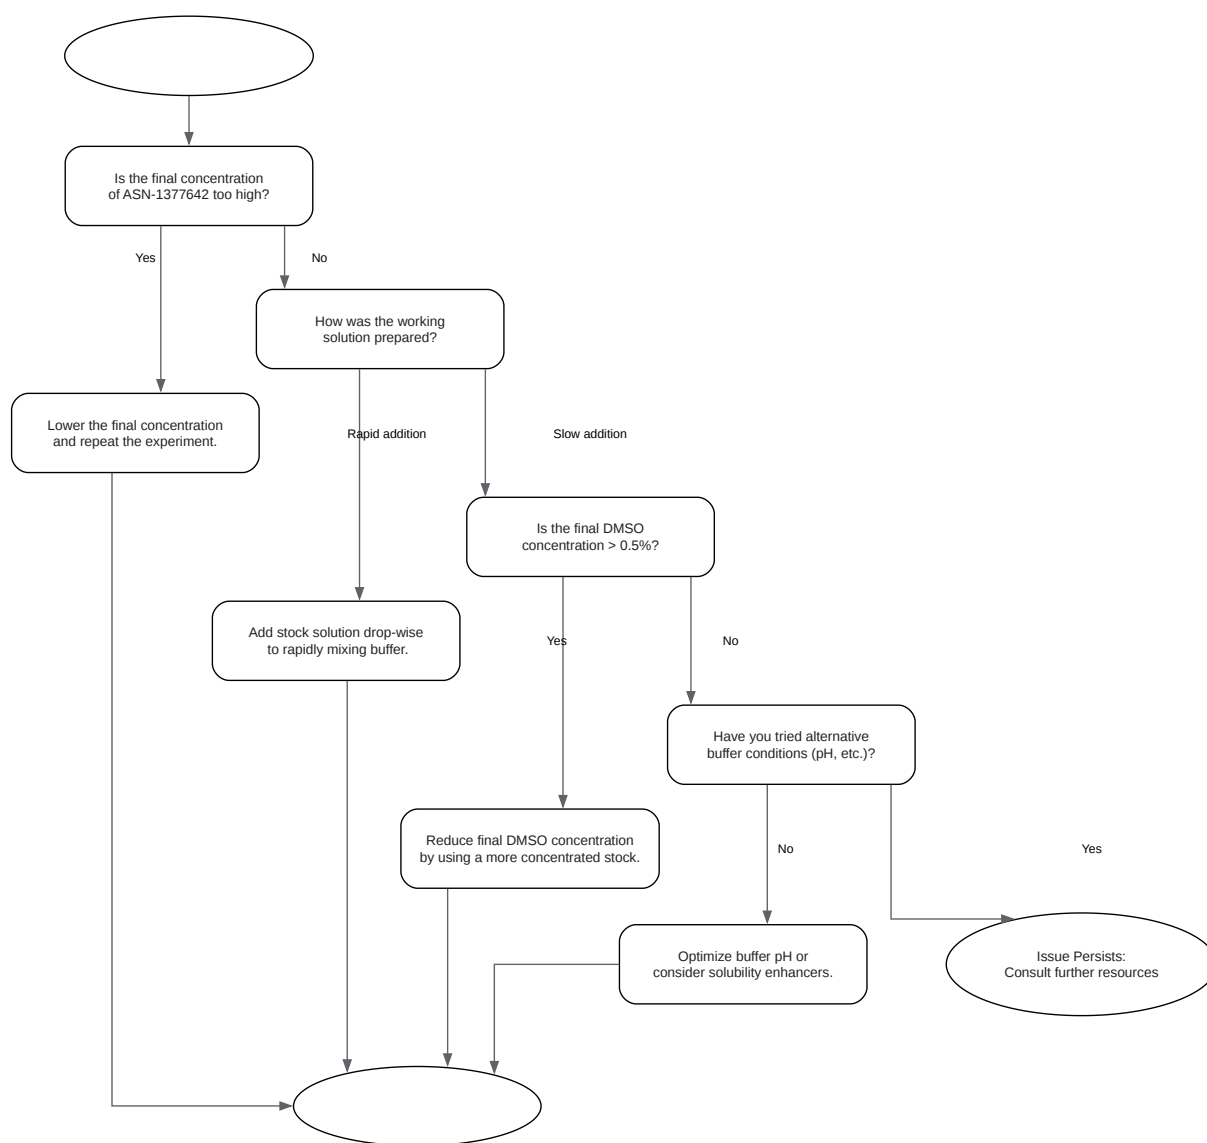 Is the final concentration
of ASN-1377642 too high?
Yes
No
How was the working
solution prepared?
Lower the final concentration
and repeat the experiment.
Rapid addition
Slow addition
Is the final DMSO
concentration > 0.5%?
Add stock solution drop-wise
to rapidly mixing buffer.
Yes
No
Have you tried alternative
buffer conditions (pH, etc.)?
Reduce final DMSO concentration
by using a more concentrated stock.
No
Yes
Optimize buffer pH or
consider solubility enhancers.
Issue Persists:
Consult further resources